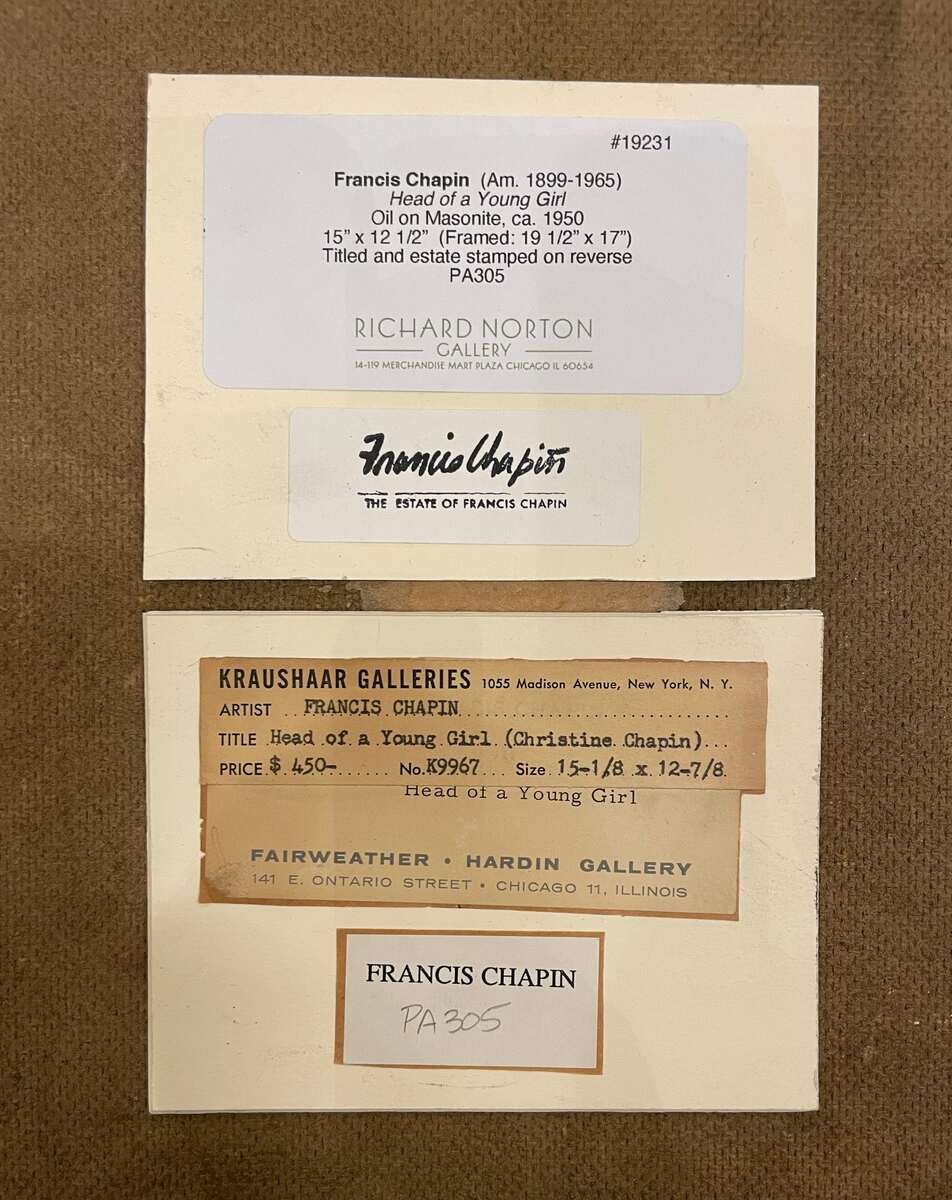 #19231
Francis Chapin (Am. 1899-1965)
Head of a Young Girl
Oil on Masonite, ca. 1950
15” x 12 1/2” (Framed: 19 1/2” x 17”)
Titled and estate stamped on reverse
PA305
RICHARD NORTON
GALLERY
14-119 MERCHANDISE MART PLAZA CHICAGO IL 60654
Francis Chapin
THE ESTATE OF FRANCIS CHAPIN
KRAUSHAAR GALLERIES 1055 Madison Avenue, New York, N. Y.
ARTIST ... FRANCIS CHAPIN..............................
TITLE Head of a Young Girl (Christine Chapin)...
PRICE $ 450-....... No. K9967... Size 15-1/8 x 12-7/8.
Head of a Young Girl
FAIRWEATHER • HARDIN GALLERY
141 E. ONTARIO STREET • CHICAGO 11, ILLINOIS
FRANCIS CHAPIN
PA305